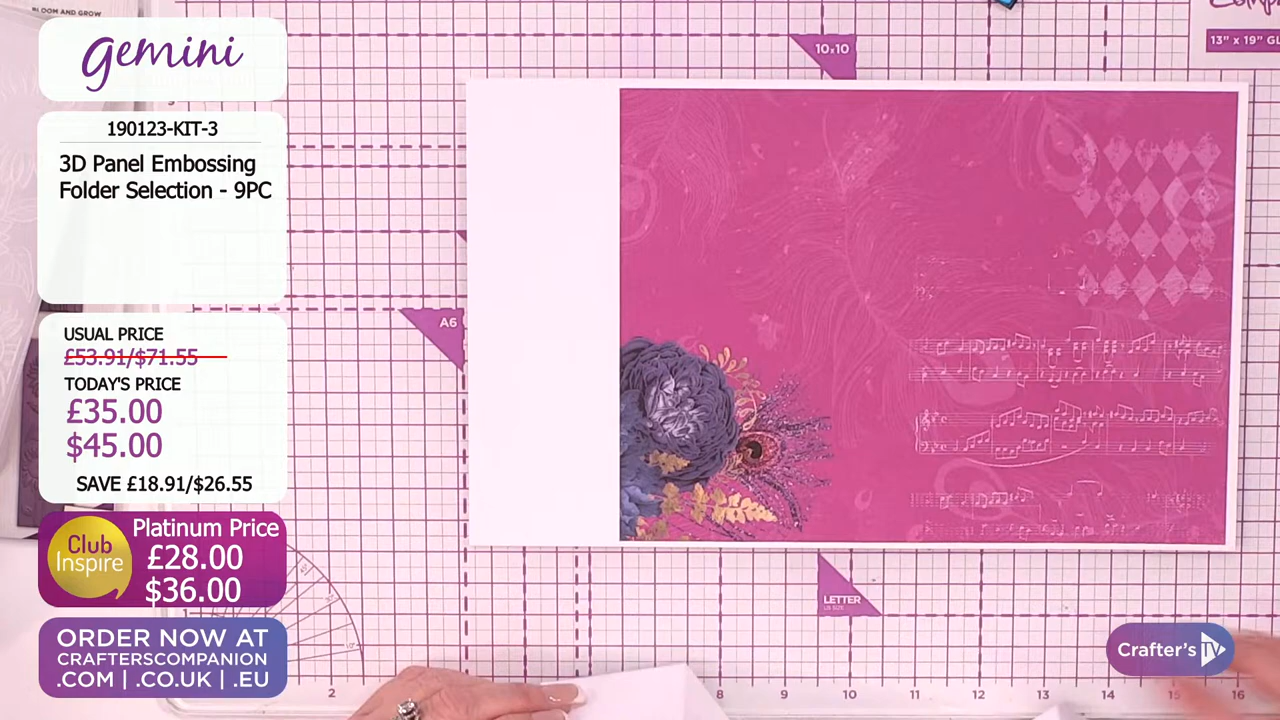 BLOOM AND GROW
gemini
190123-KIT-3
3D Panel Embossing
Folder Selection - 9PC
USUAL PRICE
£53.91/$71.55
TODAY'S PRICE
£35.00
$45.00
SAVE £18.91/$26.55
Club
Inspire
Platinum Price
£28.00
$36.00
ORDER NOW AT
CRAFTERSCOMPANION
.COM | .CO.UK | .EU
10x10
13" x 19" GL
A6
LETTER
US SIZE
Crafter's TV
1
2
8
9
10
11
12
13
14
15
16